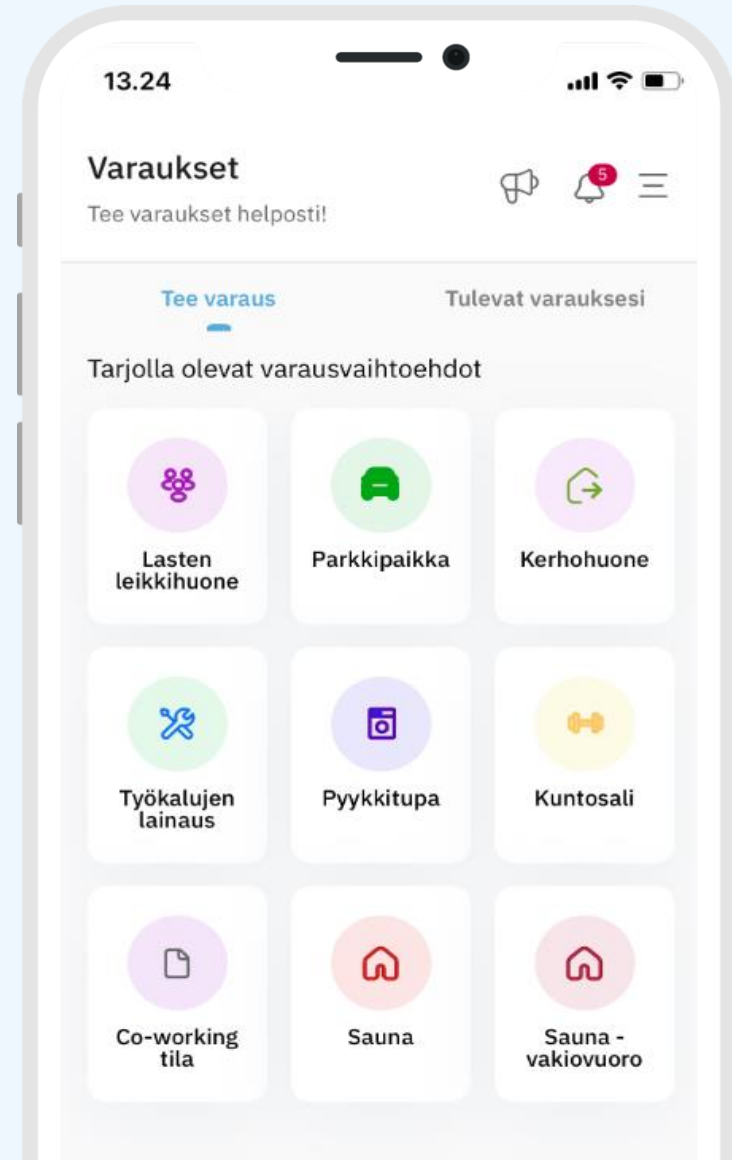 13.24
Varaukset
5
Tee varaukset helposti!
Tee varaus
Tulevat varauksesi
Tarjolla olevat varausvaihtoehdot
Lasten
leikkihuone
Parkkipaikka
Kerhohuone
Työkalujen
lainaus
Pyykkitupa
Kuntosali
Co-working
tila
Sauna
Sauna -
vakiovuoro